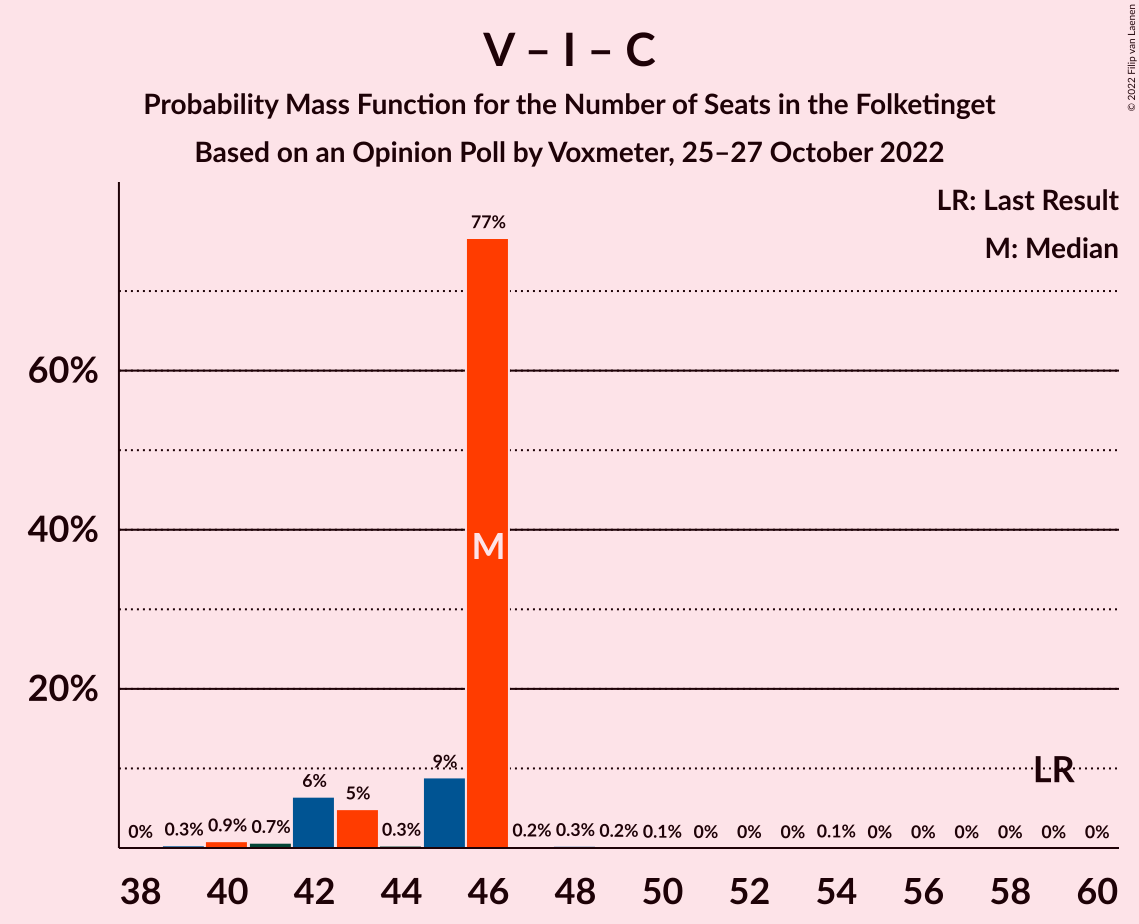 V – I – C
Probability Mass Function for the Number of Seats in the Folketinget
Based on an Opinion Poll by Voxmeter, 25–27 October 2022
© 2022 Filip van Laenen
LR: Last Result
M: Median
77%
60%
40%
M
20%
LR
0% 0.3% 0.9% 0.7% 6% 5% 0.3% 9% 0.2% 0.3% 0.2% 0.1% 0% 0% 0% 0.1% 0% 0% 0% 0% 0% 0%
38 40 42 44 46 48 50 52 54 56 58 60